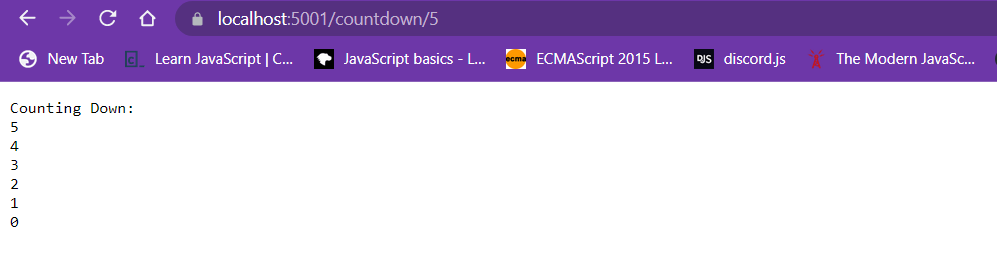 localhost:5001/countdown/5
New Tab
Learn JavaScript | C...
JavaScript basics - L...
ecma
ECMAScript 2015 L...
DJS
discord.js
The Modern JavaSc...
Counting Down:
5
4
3
2
1
0